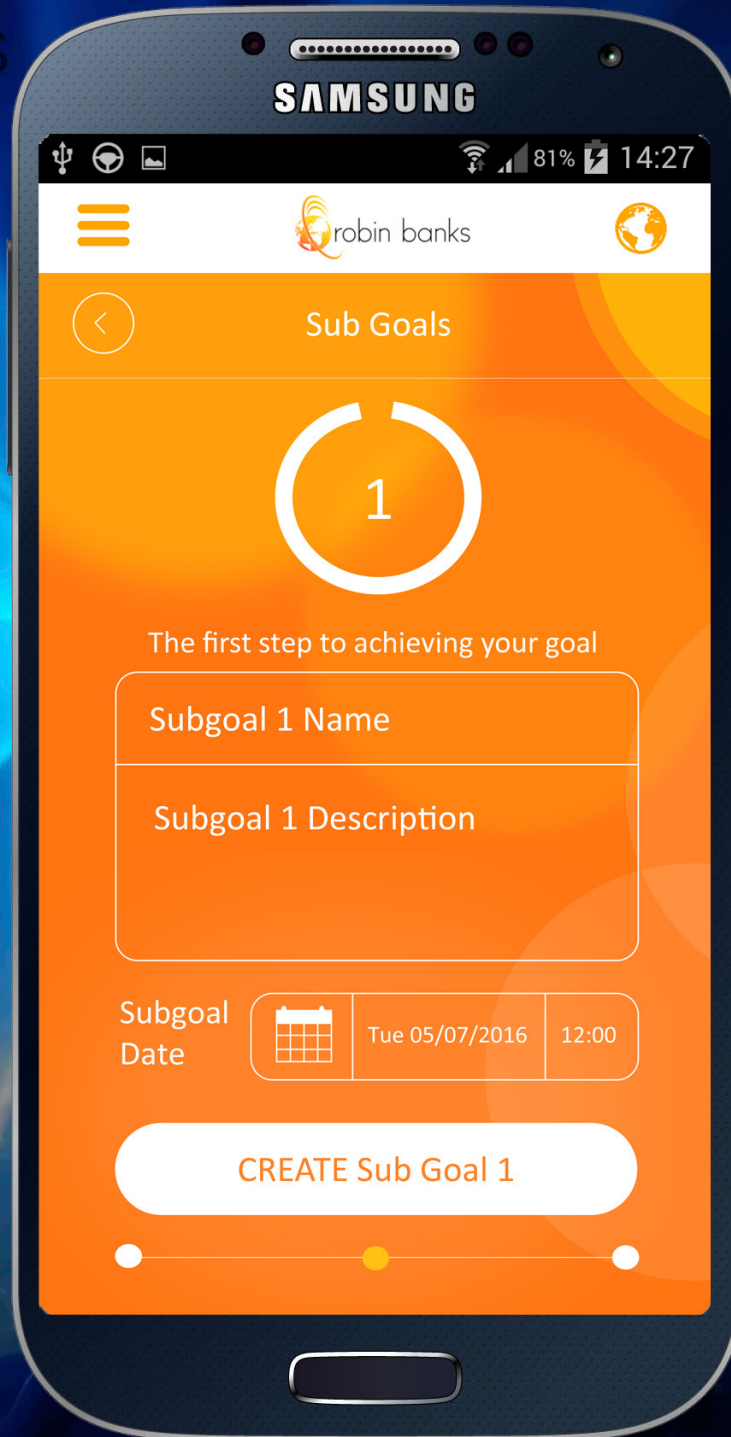 S
SAMSUNG
81% 14:27
robin banks
Sub Goals
1
The first step to achieving your goal
Subgoal 1 Name
Subgoal 1 Description
Subgoal
Date
Tue 05/07/2016 12:00
CREATE Sub Goal 1